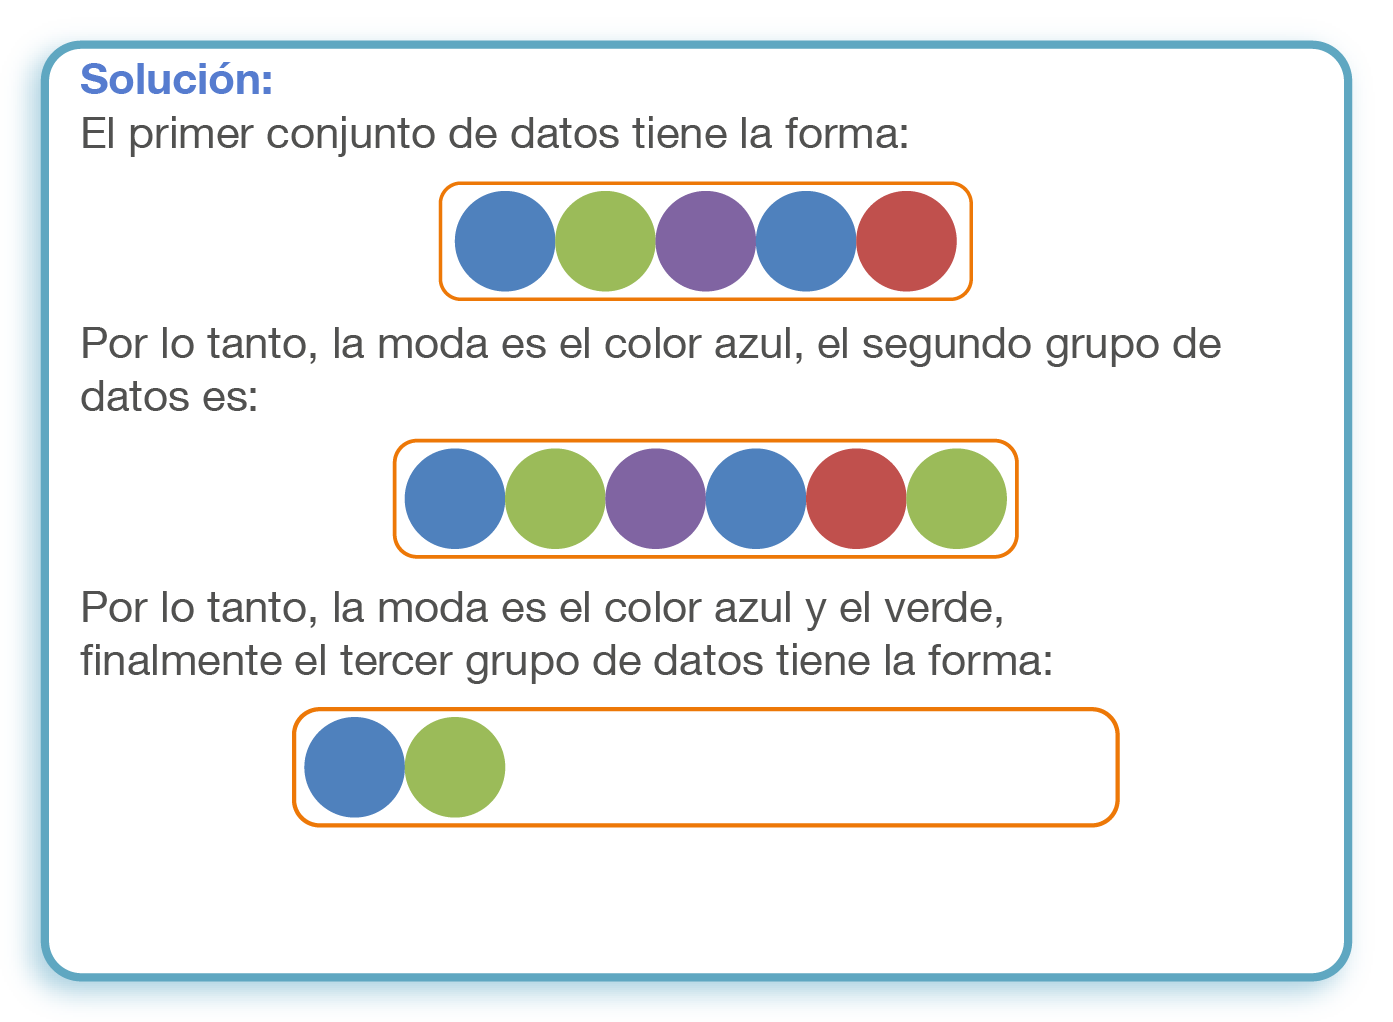 Solución:
El primer conjunto de datos tiene la forma:
Por lo tanto, la moda es el color azul, el segundo grupo de
datos es:
Por lo tanto, la moda es el color azul y el verde,
finalmente el tercer grupo de datos tiene la forma: